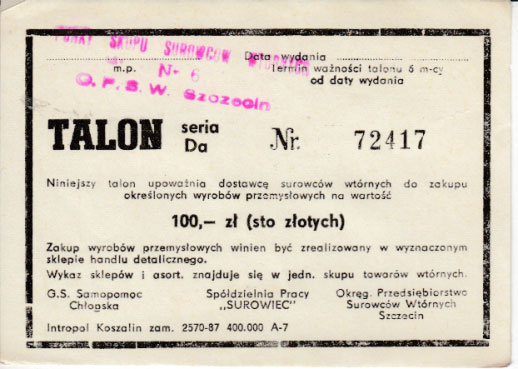 PUNKT SKUPU SUROWCÓW WTÓRNYCH
Data wydania
m.p. Nr 6 Termin ważności talonu 6 m-cy
O.P.S.W. Szczecin od daty wydania
TALON seria Da Nr. 72417
Niniejszy talon upoważnia dostawcę surowców wtórnych do zakupu
określonych wyrobów przemysłowych na wartość
100,— zł (sto złotych)
Zakup wyrobów przemysłowych winien być zrealizowany w wyznaczonym
sklepie handlu detalicznego.
Wykaz sklepów i asort. znajduje się w jedn. skupu towarów wtórnych.
G.S. Samopomoc Spółdzielnia Pracy Okręg. Przedsiębiorstwo
Chłopska „SUROWIEC" Surowców Wtórnych
Szczecin
Intropol Koszalin zam. 2570-87 400.000 A-7